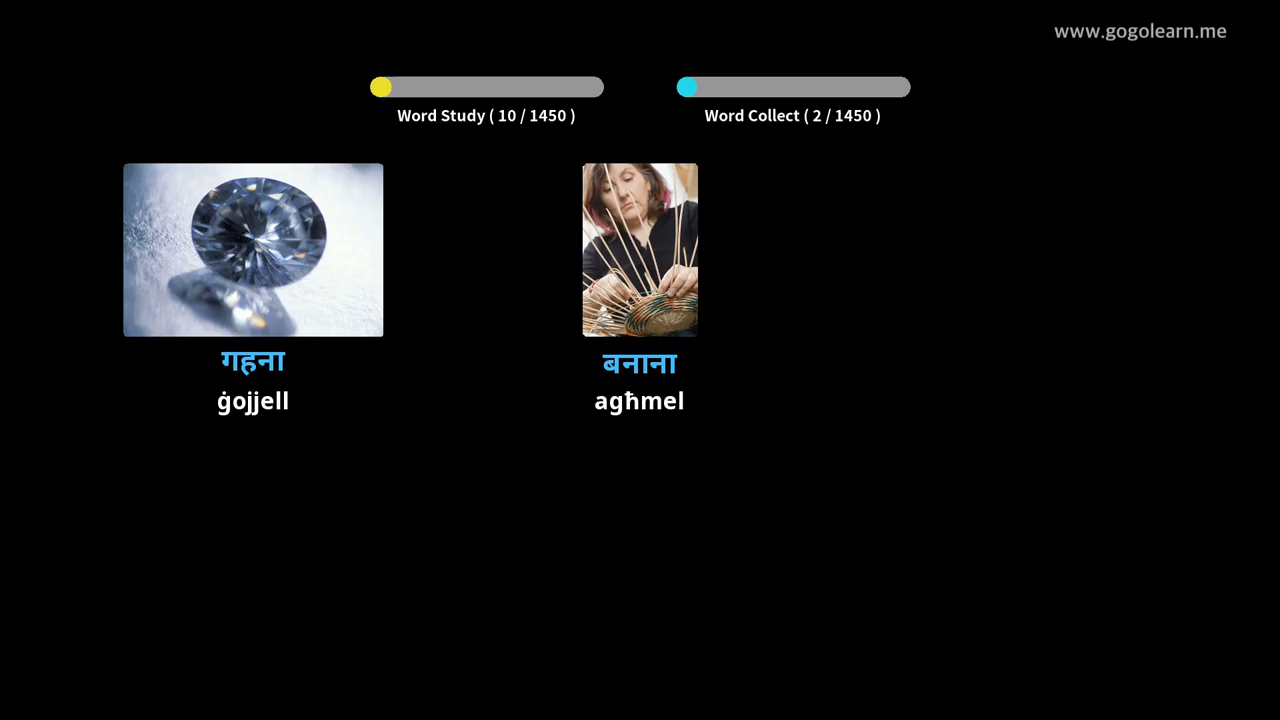 www.gogolearn.me
Word Study ( 10 / 1450 )
Word Collect ( 2 / 1450 )
गहना
ġojjell
बनाना
agħmel